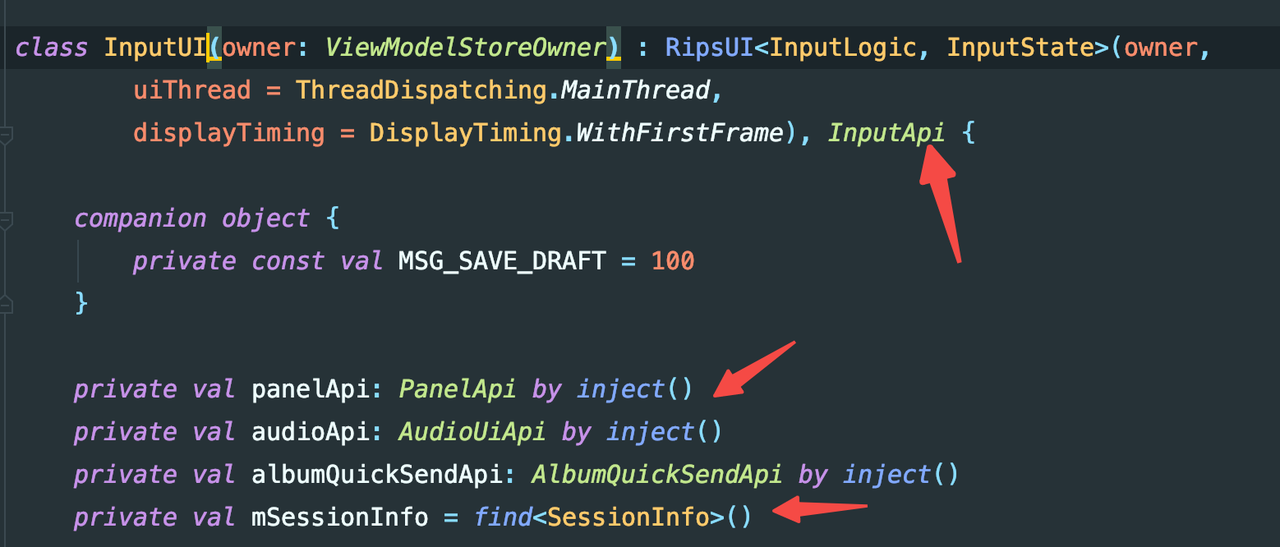 class InputUI(owner: ViewModelStoreOwner) : RipsUI<InputLogic, InputState>(owner,
uiThread = ThreadDispatching.MainThread,
displayTiming = DisplayTiming.WithFirstFrame), InputApi {
companion object {
private const val MSG_SAVE_DRAFT = 100
}
private val panelApi: PanelApi by inject()
private val audioApi: AudioUiApi by inject()
private val albumQuickSendApi: AlbumQuickSendApi by inject()
private val mSessionInfo = find<SessionInfo>()